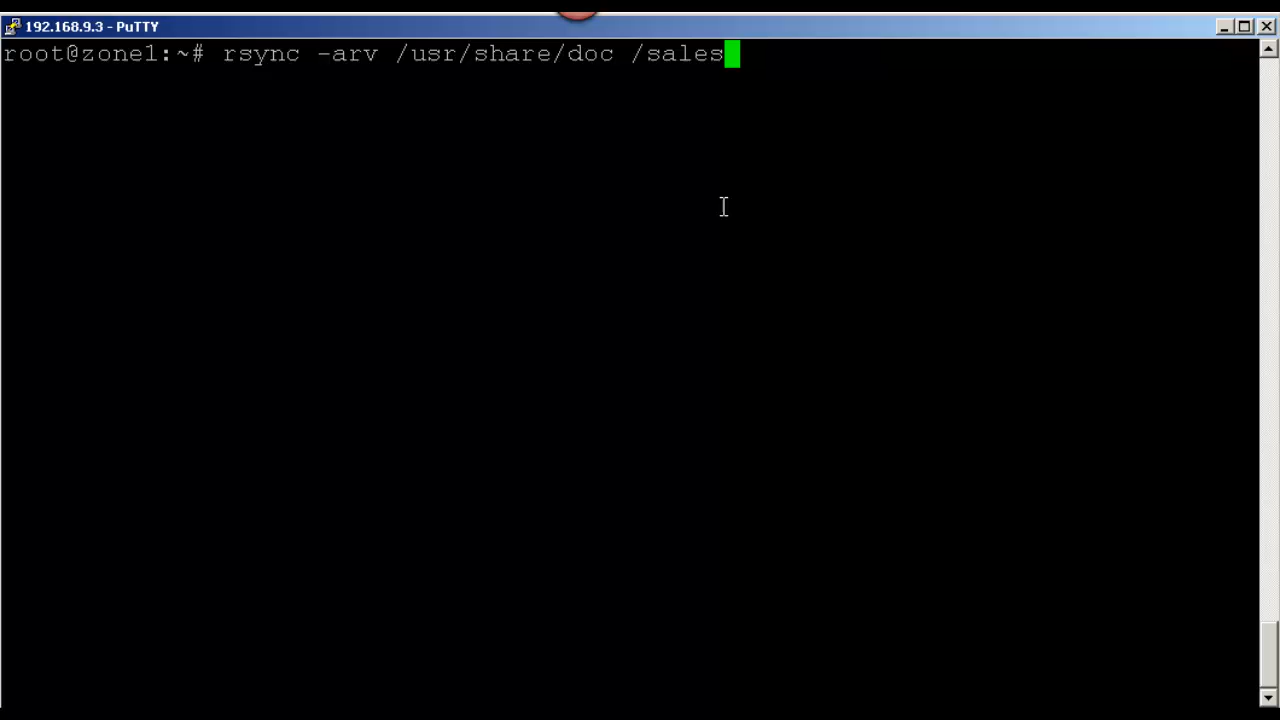 192.168.9.3 - PuTTY
root@zone1:~# rsync -arv /usr/share/doc /sales